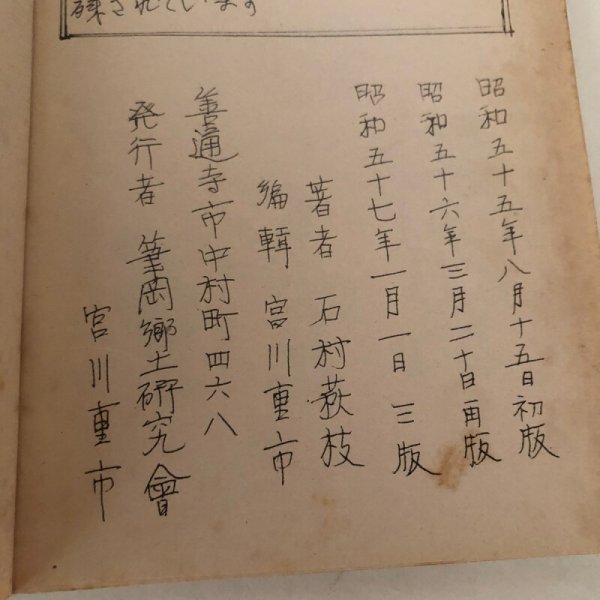 されています
昭和五十五年八月十五日初版
昭和五十六年三月二十日再版
昭和五十七年一月一日三版
著者 石村萩枝
編輯 宮川重市
善通寺市中村町四六八
発行者 筆岡郷土研究會
宮川重市